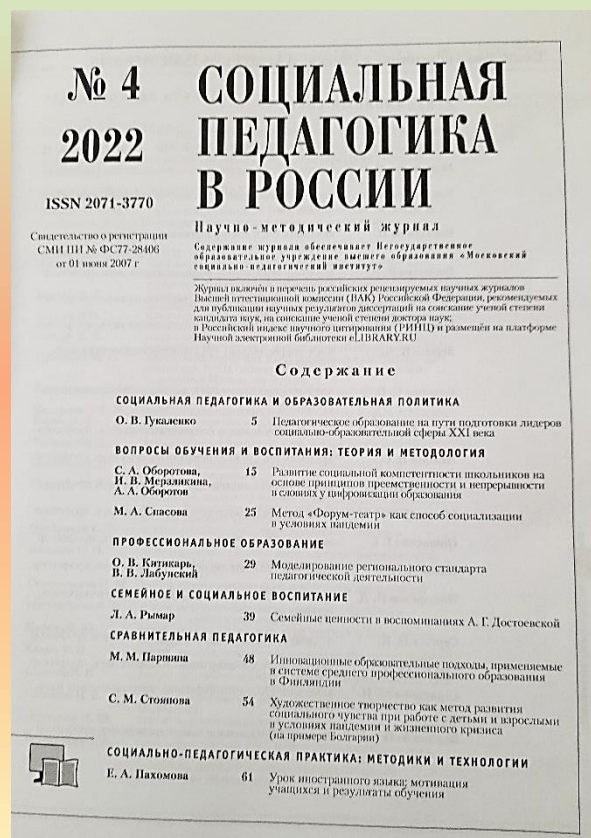 № 4
2022
ISSN 2071-3770
Свидетельство о регистрации
СМИ ПИ № ФС77-28406
от 01 июня 2007 г
СОЦИАЛЬНАЯ
ПЕДАГОГИКА
В РОССИИ
Научно-методический журнал
Содержание журнала обеспечивает Негосударственное
образовательное учреждение высшего образования «Московский
социально-педагогический институт»
Журнал включён в перечень российских рецензируемых научных журналов
Высшей аттестационной комиссии (ВАК) Российской Федерации, рекомендуемых
для публикации научных результатов диссертаций на соискание ученой степени
кандидата наук, на соискание ученой степени доктора наук;
в Российский индекс научного цитирования (РИНЦ) и размещён на платформе
Научной электронной библиотеки eLIBRARY.RU
Содержание
СОЦИАЛЬНАЯ ПЕДАГОГИКА И ОБРАЗОВАТЕЛЬНАЯ ПОЛИТИКА
О. В. Гукаленко 5 Педагогическое образование на пути подготовки лидеров
социально-образовательной сферы XXI века
ВОПРОСЫ ОБУЧЕНИЯ И ВОСПИТАНИЯ: ТЕОРИЯ И МЕТОДОЛОГИЯ
С. А. Оборотова, 15 Развитие социальной компетентности школьников на
И. В. Мерзликина, основе принципов преемственности и непрерывности
А. А. Оборотов в условиях цифровизации образования
М. А. Спасова 25 Метод «Форум-театр» как способ социализации
в условиях пандемии
ПРОФЕССИОНАЛЬНОЕ ОБРАЗОВАНИЕ
О. В. Китикарь, 29 Моделирование регионального стандарта
В. В. Лабунский педагогической деятельности
СЕМЕЙНОЕ И СОЦИАЛЬНОЕ ВОСПИТАНИЕ
Л. А. Рымар 39 Семейные ценности в воспоминаниях А. Г. Достоевской
СРАВНИТЕЛЬНАЯ ПЕДАГОГИКА
М. М. Паршина 48 Инновационные образовательные подходы, применяемые
в системе среднего профессионального образования
в Финляндии
С. М. Стоянова 54 Художественное творчество как метод развития
социального чувства при работе с детьми и взрослыми
в условиях пандемии и жизненного кризиса
(на примере Болгарии)
СОЦИАЛЬНО-ПЕДАГОГИЧЕСКАЯ ПРАКТИКА: МЕТОДИКИ И ТЕХНОЛОГИИ
Е. А. Пахомова 61 Урок иностранного языка: мотивация
учащихся и результаты обучения